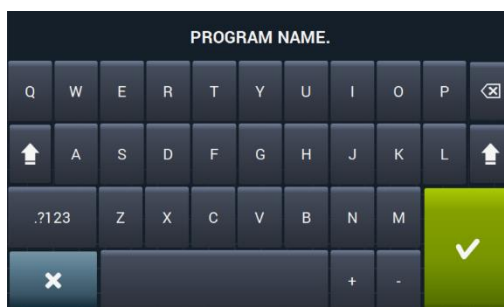 PROGRAM NAME.
Q W E R T Y U I O P
A S D F G H J K L
.?123 Z X C V B N M
+ -